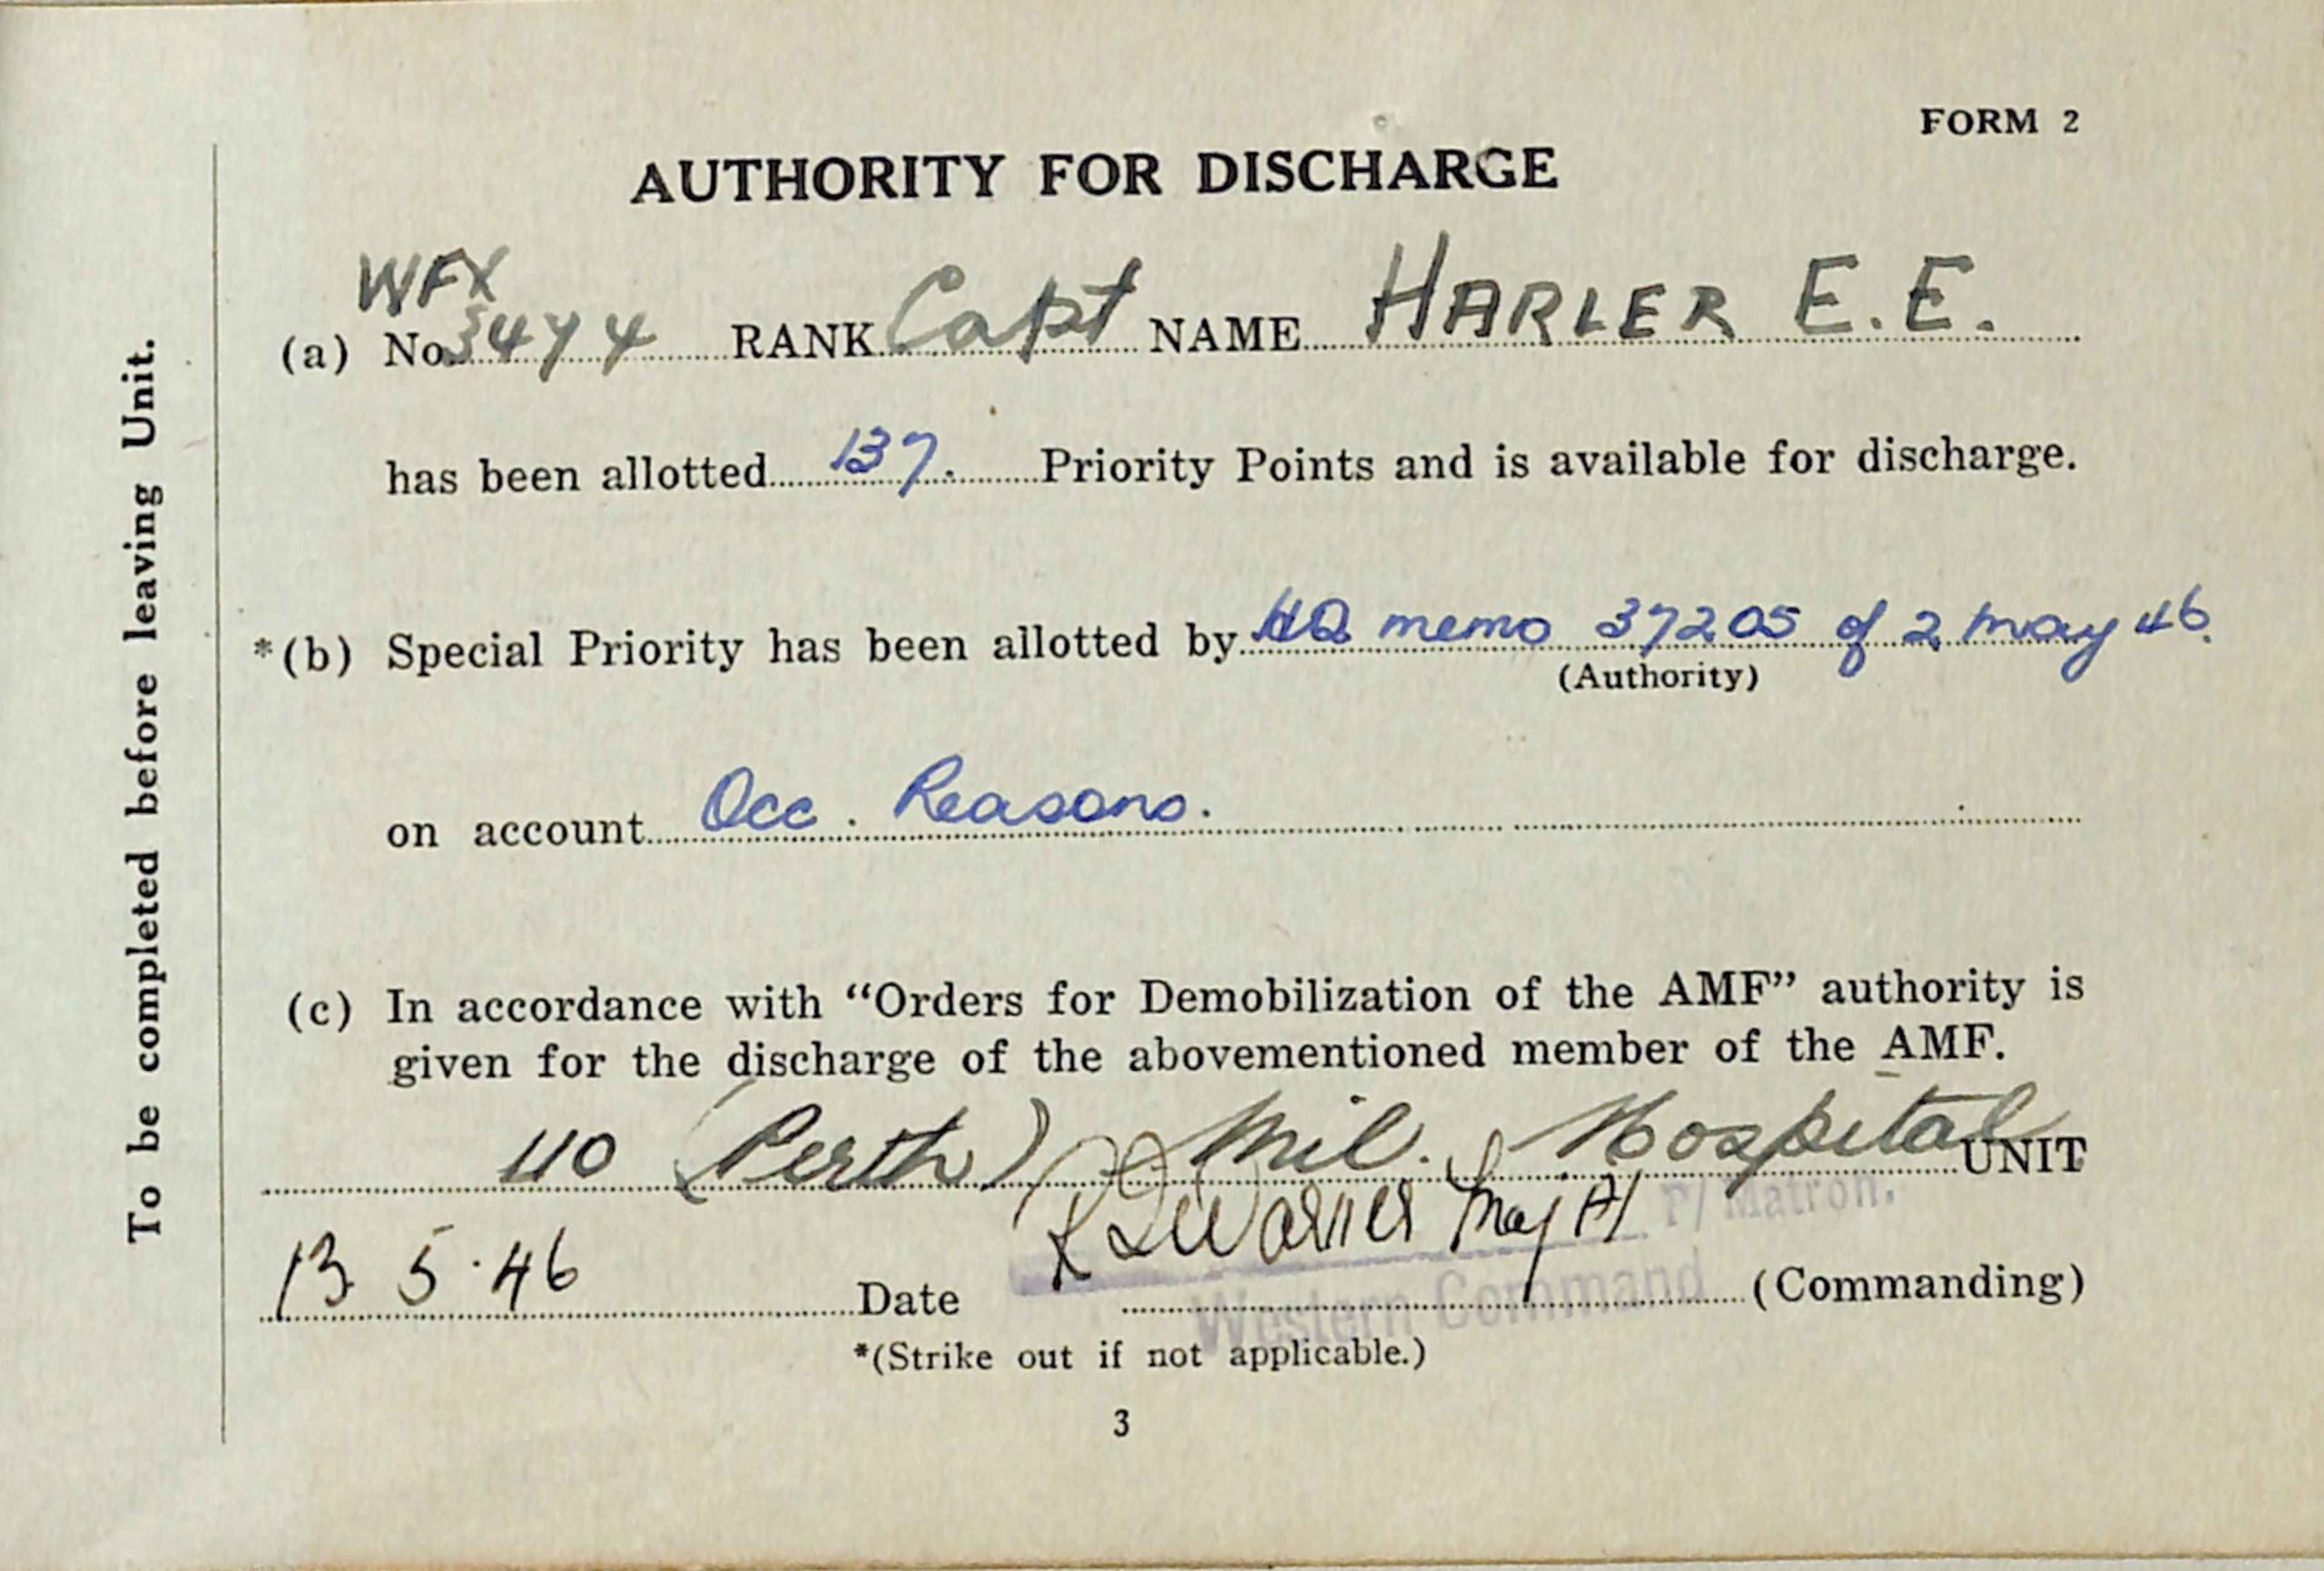 FORM 2
AUTHORITY FOR DISCHARGE
WFX
(a) No. 3474 RANK Capt NAME HARLER E.E.
has been allotted 137. Priority Points and is available for discharge.
*(b) Special Priority has been allotted by HQ memo 37205 of 2 May 46.
(Authority)
on account Occ. Reasons.
(c) In accordance with “Orders for Demobilization of the AMF” authority is
given for the discharge of the abovementioned member of the AMF.
110 (Perth) Mil. Hospital UNIT
Warner Maj F/ Matron.
13 5.46 Date (Commanding)
Western Command
*(Strike out if not applicable.)
3
To be completed before leaving Unit.